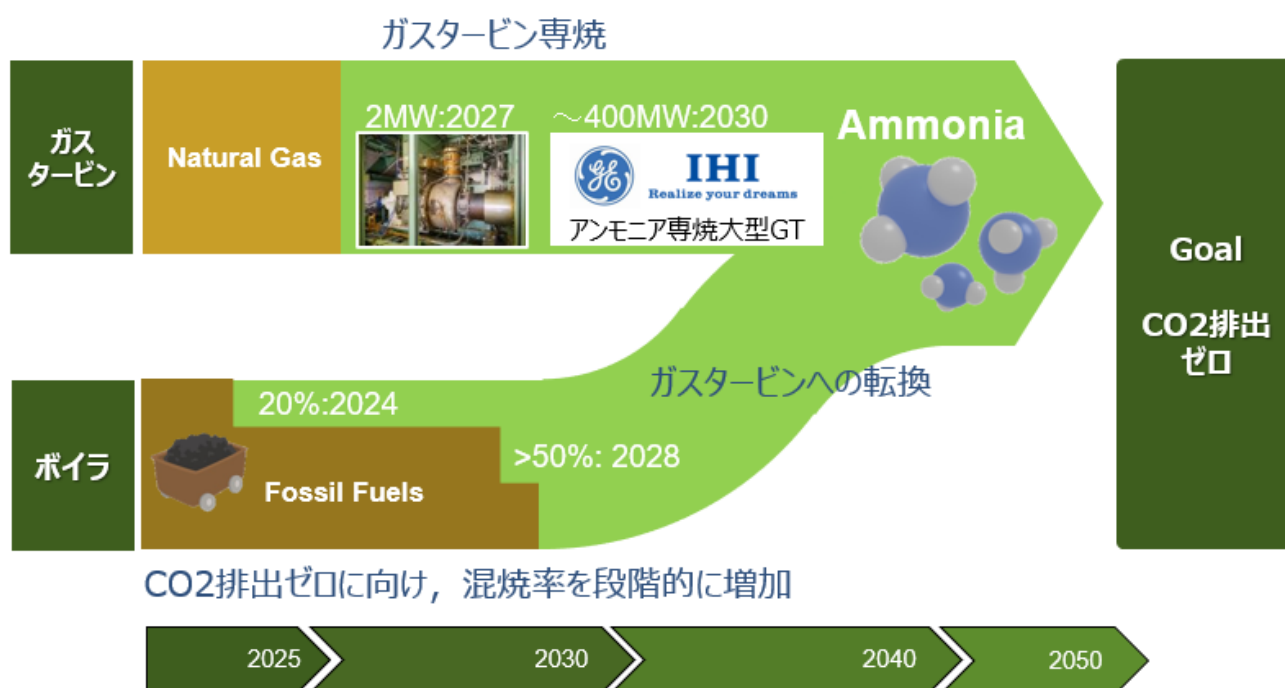 ガスタービン専焼
ガス
タービン
Natural Gas
2MW:2027
～400MW:2030
GE
IHI
Realize your dreams
アンモニア専焼大型GT
Ammonia
Goal
CO2排出
ゼロ
ガスタービンへの転換
20%:2024
>50%: 2028
ボイラ
Fossil Fuels
CO2排出ゼロに向け，混焼率を段階的に増加
2025
2030
2040
2050